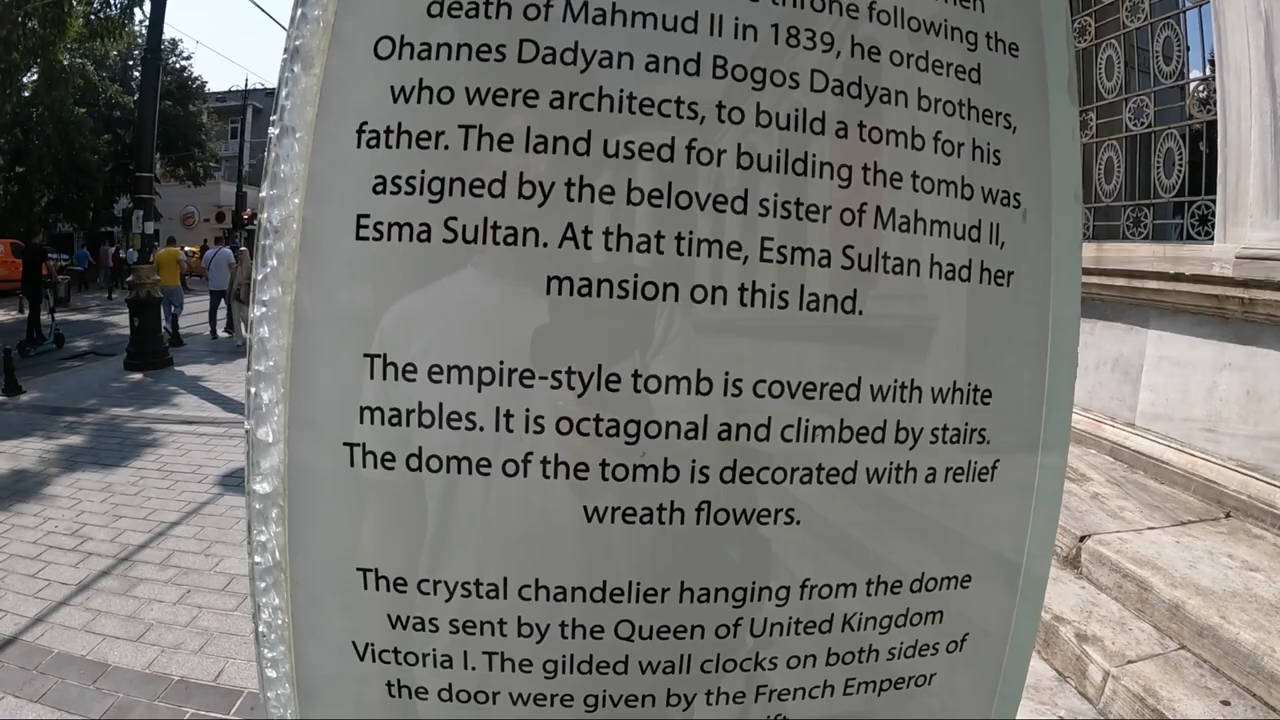 throne following the
death of Mahmud II in 1839, he ordered
Ohannes Dadyan and Bogos Dadyan brothers,
who were architects, to build a tomb for his
father. The land used for building the tomb was
assigned by the beloved sister of Mahmud II,
Esma Sultan. At that time, Esma Sultan had her
mansion on this land.
The empire-style tomb is covered with white
marbles. It is octagonal and climbed by stairs.
The dome of the tomb is decorated with a relief
wreath flowers.
The crystal chandelier hanging from the dome
was sent by the Queen of United Kingdom
Victoria I. The gilded wall clocks on both sides of
the door were given by the French Emperor